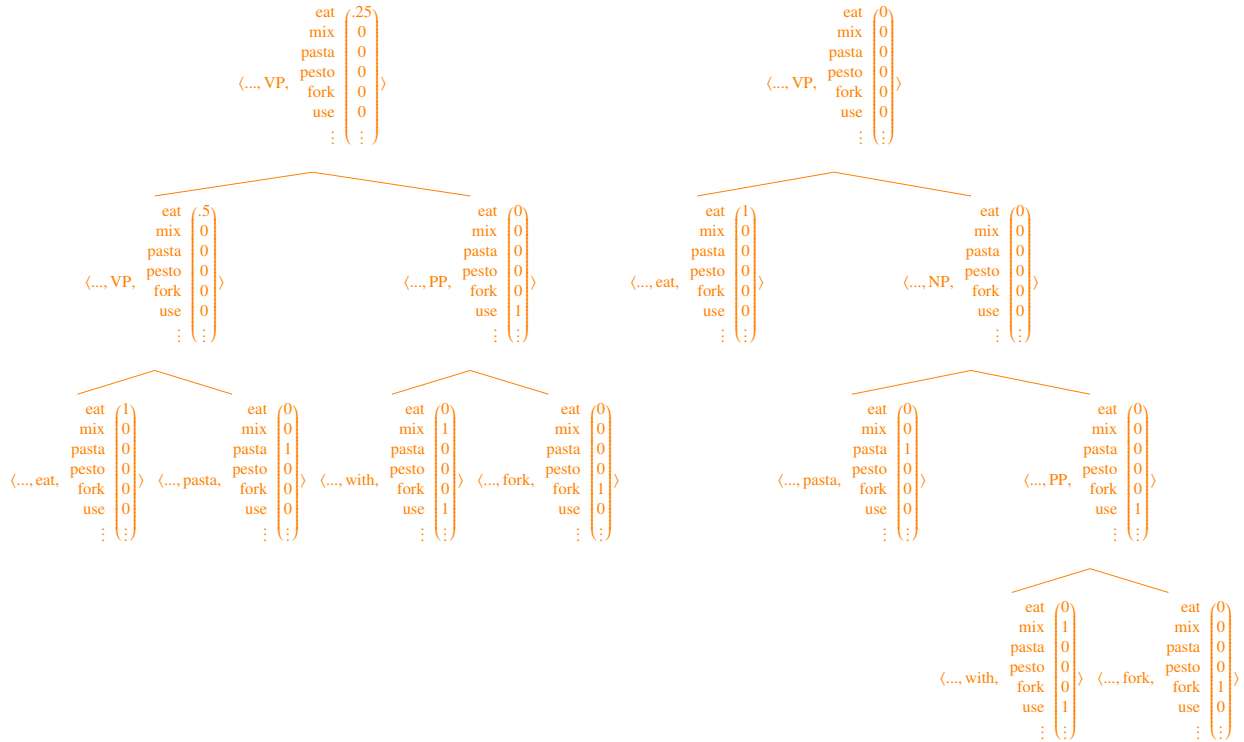 eat (.25)
mix 0
pasta 0
pesto 0
⟨..., VP, fork 0 ⟩
use 0
⋮ ⋮
eat (0)
mix 0
pasta 0
pesto 0
⟨..., VP, fork 0 ⟩
use 0
⋮ ⋮
eat (.5)
mix 0
pasta 0
pesto 0
⟨..., VP, fork 0 ⟩
use 0
⋮ ⋮
eat (0)
mix 0
pasta 0
pesto 0
⟨..., PP, fork 0 ⟩
use 1
⋮ ⋮
eat (1)
mix 0
pasta 0
pesto 0
⟨..., eat, fork 0 ⟩
use 0
⋮ ⋮
eat (0)
mix 0
pasta 0
pesto 0
⟨..., NP, fork 0 ⟩
use 0
⋮ ⋮
eat (1)
mix 0
pasta 0
pesto 0
⟨..., eat, fork 0 ⟩
use 0
⋮ ⋮
eat (0)
mix 0
pasta 1
pesto 0
⟨..., pasta, fork 0 ⟩
use 0
⋮ ⋮
eat (0)
mix 1
pasta 0
pesto 0
⟨..., with, fork 0 ⟩
use 1
⋮ ⋮
eat (0)
mix 0
pasta 0
pesto 0
⟨..., fork, fork 1 ⟩
use 0
⋮ ⋮
eat (0)
mix 0
pasta 1
pesto 0
⟨..., pasta, fork 0 ⟩
use 0
⋮ ⋮
eat (0)
mix 0
pasta 0
pesto 0
⟨..., PP, fork 0 ⟩
use 1
⋮ ⋮
eat (0)
mix 1
pasta 0
pesto 0
⟨..., with, fork 0 ⟩
use 1
⋮ ⋮
eat (0)
mix 0
pasta 0
pesto 0
⟨..., fork, fork 1 ⟩
use 0
⋮ ⋮